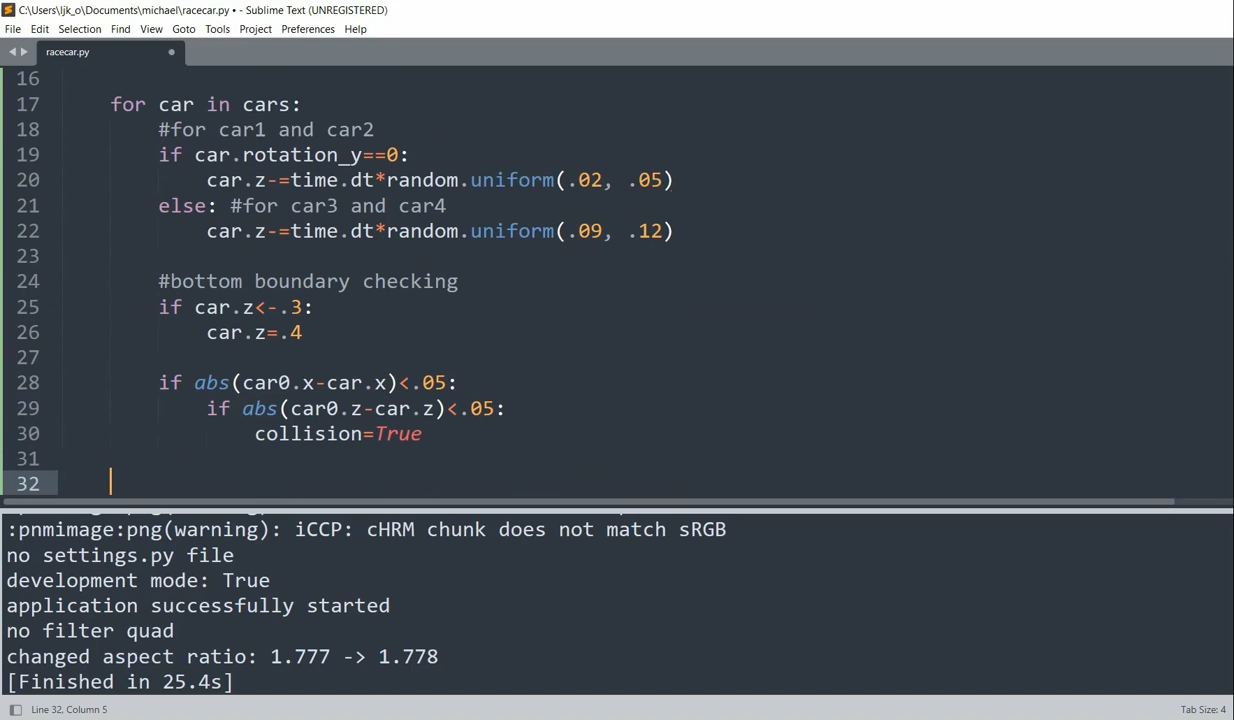 C:\Users\ljk_o\Documents\michael\racecar.py • - Sublime Text (UNREGISTERED)
File Edit Selection Find View Goto Tools Project Preferences Help
racecar.py
16
17 for car in cars:
18 #for car1 and car2
19 if car.rotation_y==0:
20 car.z-=time.dt*random.uniform(.02, .05)
21 else: #for car3 and car4
22 car.z-=time.dt*random.uniform(.09, .12)
23
24 #bottom boundary checking
25 if car.z<-.3:
26 car.z=.4
27
28 if abs(car0.x-car.x)<.05:
29 if abs(car0.z-car.z)<.05:
30 collision=True
31
32
:pnmimage:png(warning): iCCP: cHRM chunk does not match sRGB
no settings.py file
development mode: True
application successfully started
no filter quad
changed aspect ratio: 1.777 -> 1.778
[Finished in 25.4s]
Line 32, Column 5 Tab Size: 4